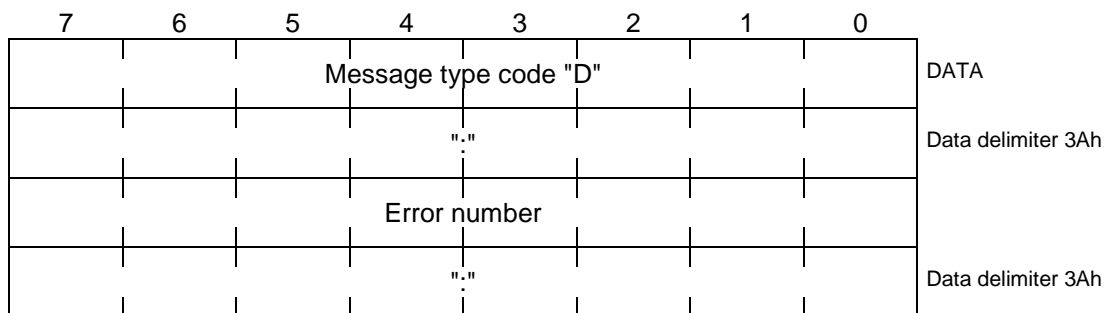 7 6 5 4 3 2 1 0
Message type code "D" DATA
":" Data delimiter 3Ah
Error number
":" Data delimiter 3Ah